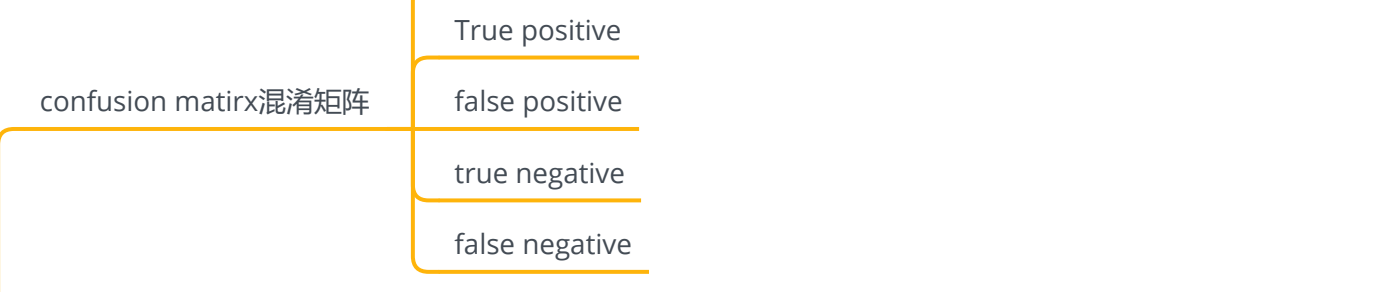 True positive
confusion matirx混淆矩阵
false positive
true negative
false negative